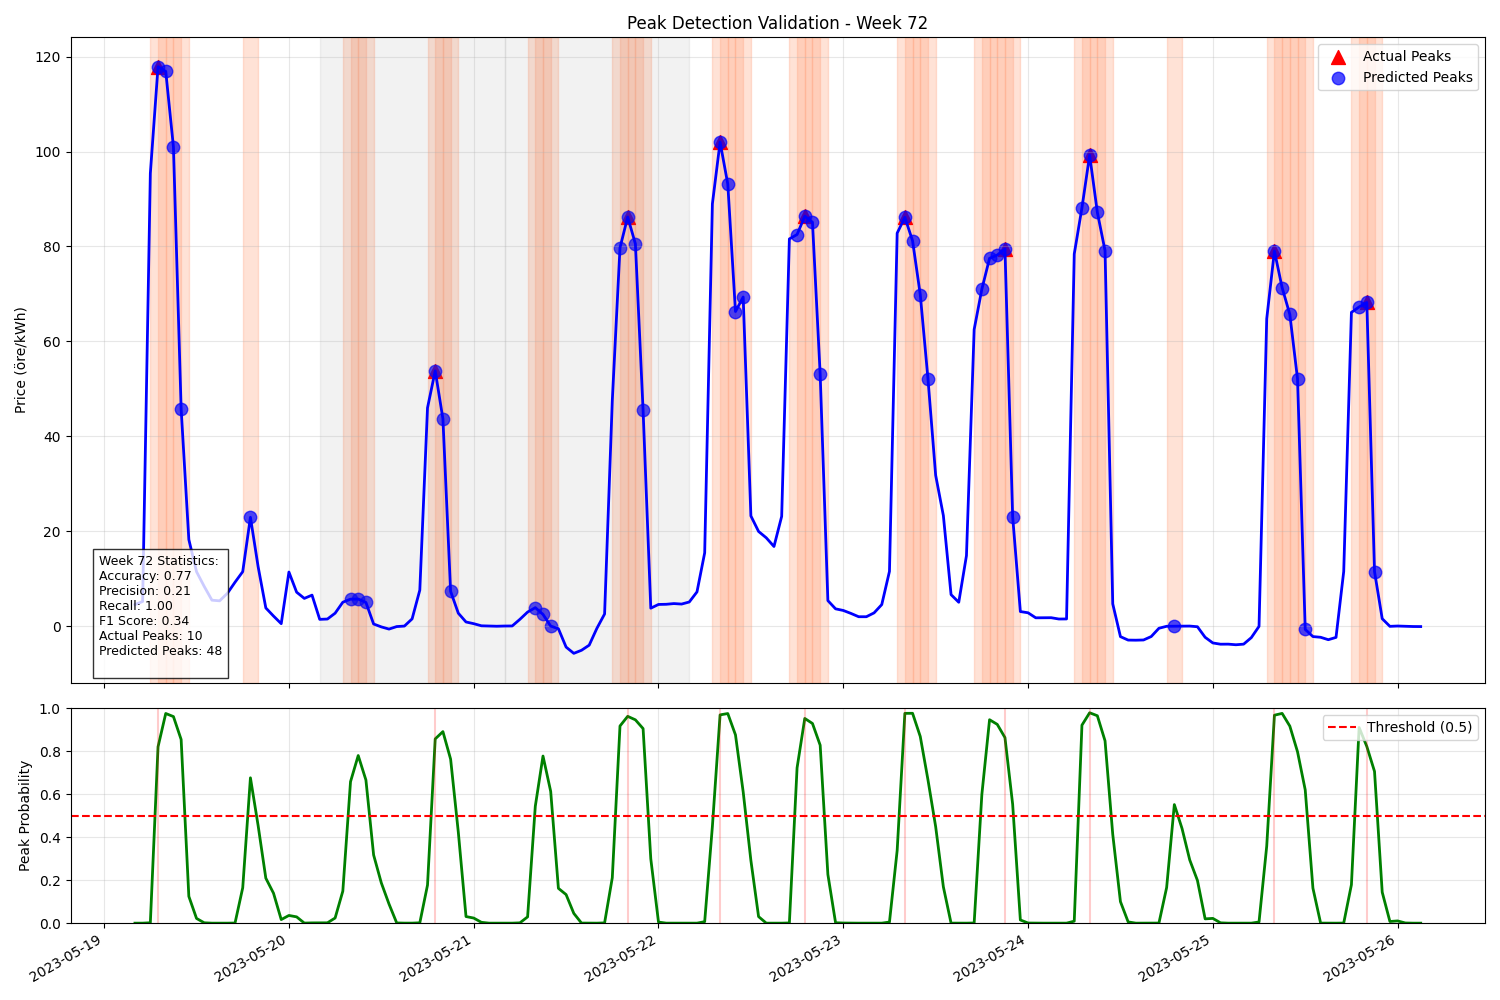 Peak Detection Validation - Week 72
Price (öre/kWh)
120
100
80
60
40
20
0
Actual Peaks
Predicted Peaks
Week 72 Statistics:
Accuracy: 0.77
Precision: 0.21
Recall: 1.00
F1 Score: 0.34
Actual Peaks: 10
Predicted Peaks: 48
Peak Probability
1.0
0.8
0.6
0.4
0.2
0.0
Threshold (0.5)
2023-05-19
2023-05-20
2023-05-21
2023-05-22
2023-05-23
2023-05-24
2023-05-25
2023-05-26